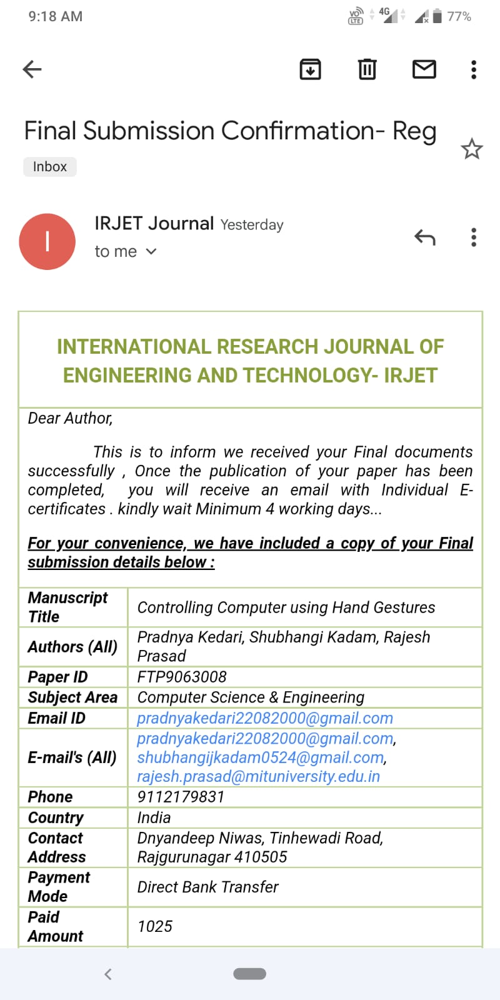 9:18 AM
VO LTE 4G 77%
Final Submission Confirmation- Reg
Inbox
I
IRJET Journal Yesterday
to me
INTERNATIONAL RESEARCH JOURNAL OF
ENGINEERING AND TECHNOLOGY- IRJET
Dear Author,
This is to inform we received your Final documents
successfully , Once the publication of your paper has been
completed, you will receive an email with Individual E-
certificates . kindly wait Minimum 4 working days...
For your convenience, we have included a copy of your Final
submission details below :
Manuscript
Title
Controlling Computer using Hand Gestures
Authors (All)
Pradnya Kedari, Shubhangi Kadam, Rajesh
Prasad
Paper ID FTP9063008
Subject Area Computer Science & Engineering
Email ID pradnyakedari22082000@gmail.com
E-mail's (All)
pradnyakedari22082000@gmail.com,
shubhangijkadam0524@gmail.com,
rajesh.prasad@mituniversity.edu.in
Phone 9112179831
Country India
Contact
Address
Dnyandeep Niwas, Tinhewadi Road,
Rajgurunagar 410505
Payment
Mode
Direct Bank Transfer
Paid
Amount
1025